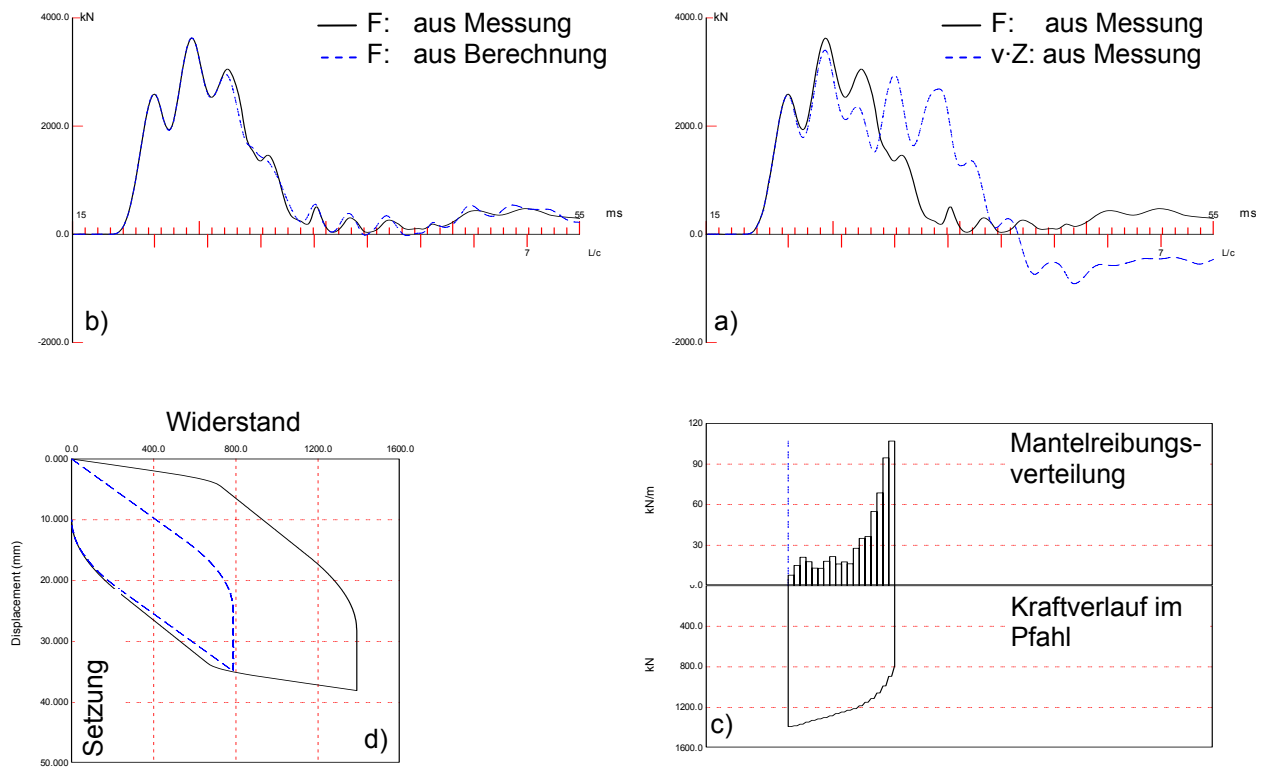 4000.0
kN
F: aus Messung
F: aus Berechnung
2000.0
15
55
ms
0.0
7
L/c
b)
-2000.0
4000.0
kN
F: aus Messung
v·Z: aus Messung
2000.0
15
55
ms
0.0
7
L/c
a)
-2000.0
Widerstand
0.0 400.0 800.0 1200.0 1600.0
0.000
10.000
20.000
30.000
40.000
50.000
Displacement (mm)
Setzung
d)
120
90
60
30
kN/m
Mantelreibungs-
verteilung
400.0
800.0
1200.0
1600.0
kN
Kraftverlauf im
Pfahl
c)